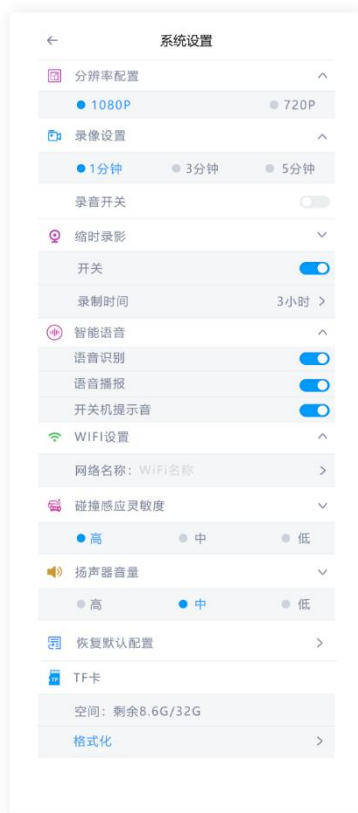 系统设置
分辨率配置
1080P 720P
录像设置
1分钟 3分钟 5分钟
录音开关
缩时录影
开关
录制时间 3小时
智能语音
语音识别
语音播报
开关机提示音
WIFI设置
网络名称：WiFi名称
碰撞感应灵敏度
高 中 低
扬声器音量
高 中 低
恢复默认配置
TF TF卡
空间：剩余8.6G/32G
格式化